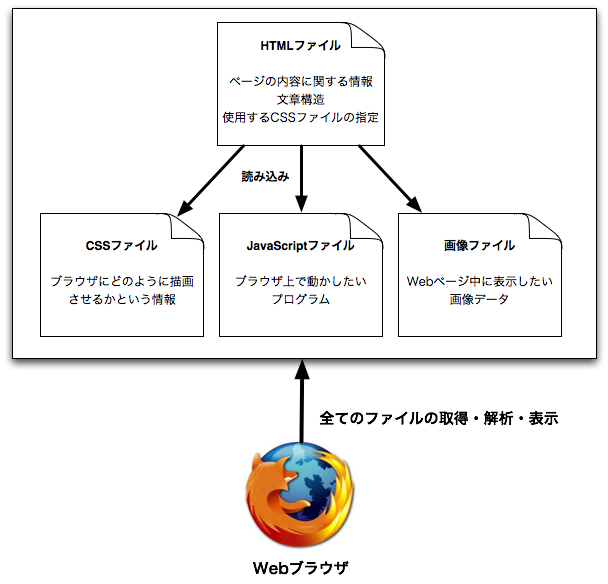 HTMLファイル
ページの内容に関する情報
文章構造
使用するCSSファイルの指定
読み込み
CSSファイル
ブラウザにどのように描画
させるかという情報
JavaScriptファイル
ブラウザ上で動かしたい
プログラム
画像ファイル
Webページ中に表示したい
画像データ
全てのファイルの取得・解析・表示
Webブラウザ